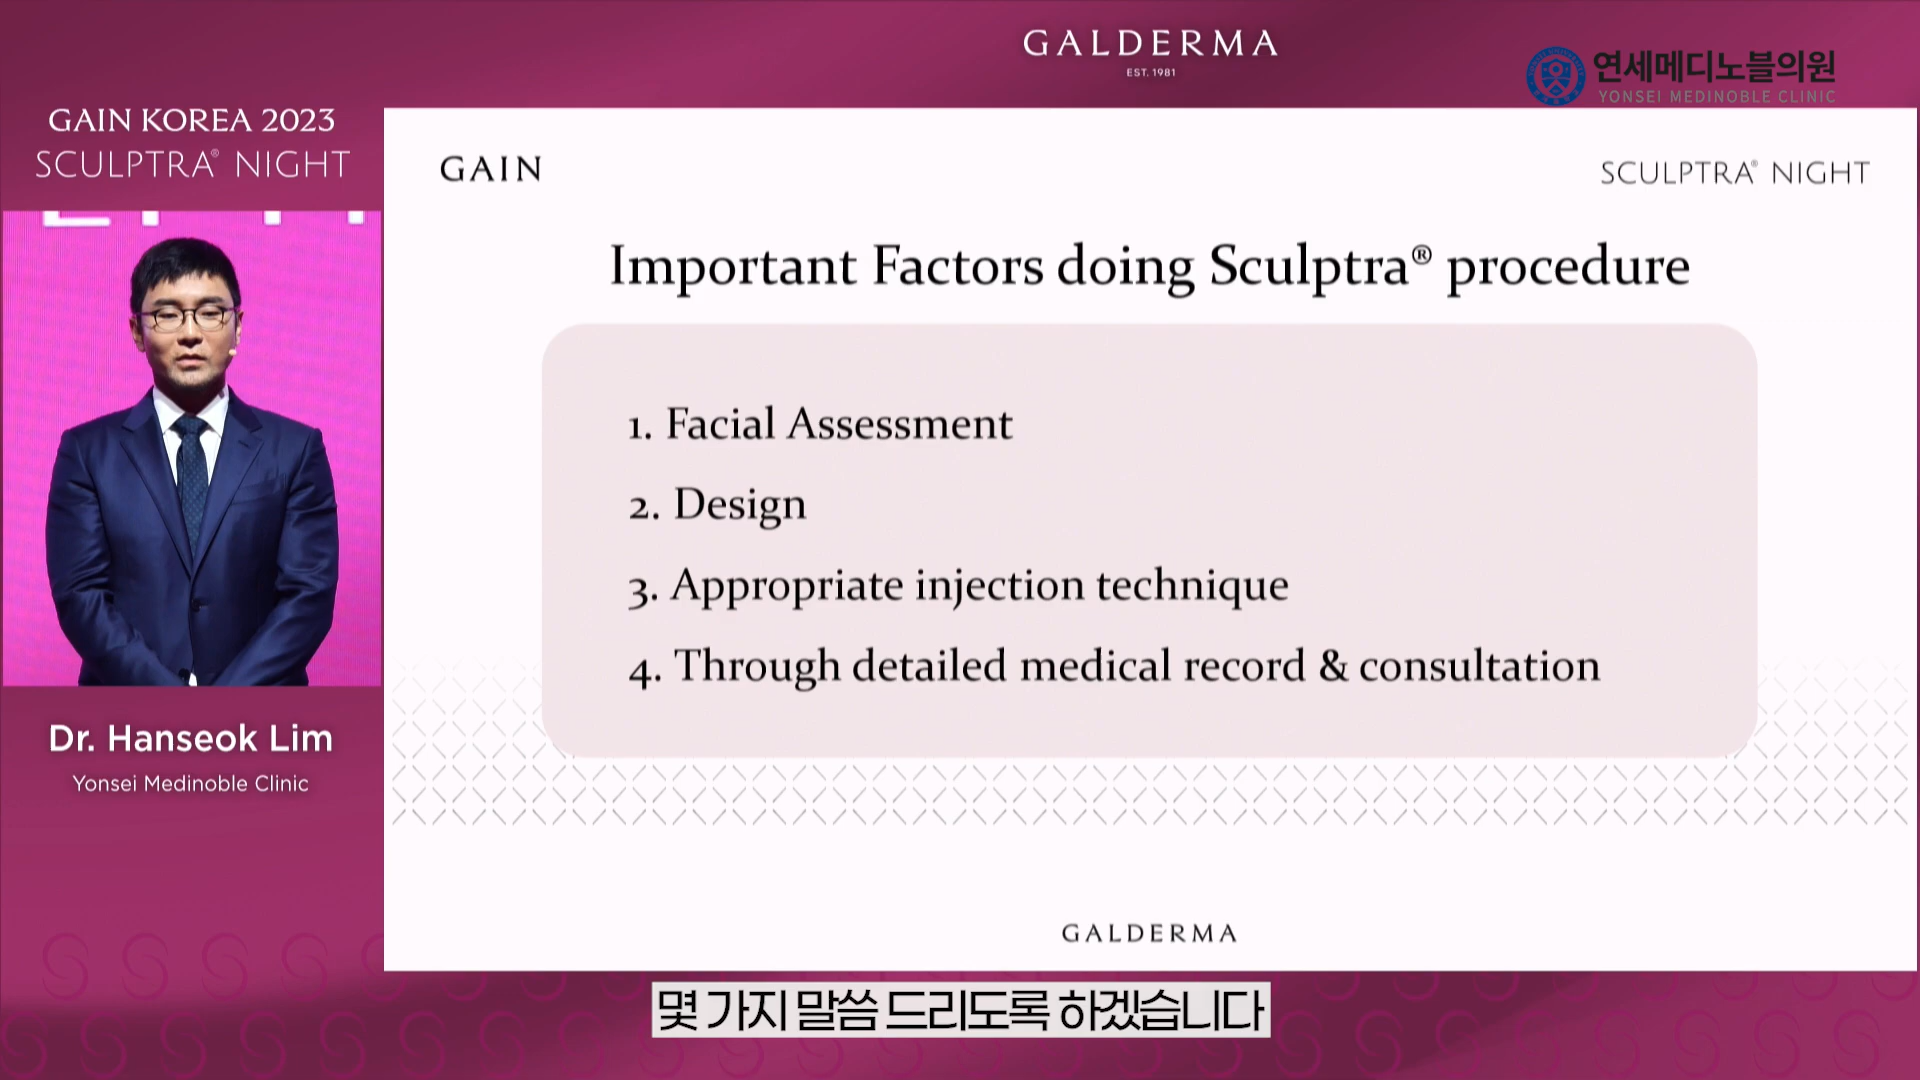 GALDERMA
EST. 1981
연세메디노블의원
YONSEI MEDINOBLE CLINIC
GAIN KOREA 2023
SCULPTRA® NIGHT
GAIN
SCULPTRA® NIGHT
Important Factors doing Sculptra® procedure
1. Facial Assessment
2. Design
3. Appropriate injection technique
4. Through detailed medical record & consultation
Dr. Hanseok Lim
Yonsei Medinoble Clinic
GALDERMA
몇 가지 말씀 드리도록 하겠습니다